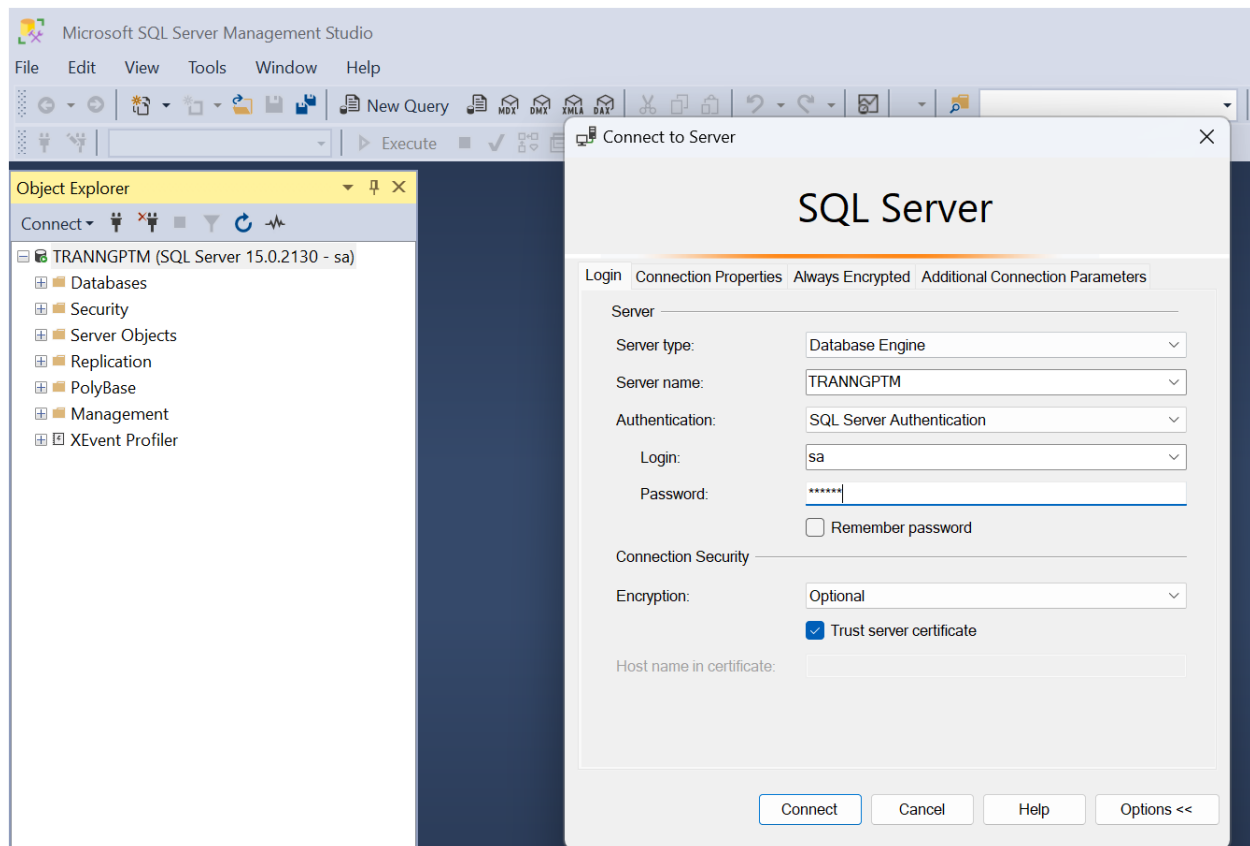 Microsoft SQL Server Management Studio
File Edit View Tools Window Help
New Query MDX DMX XMLA DAX
Execute
Connect to Server
Object Explorer
Connect
TRANNGPTM (SQL Server 15.0.2130 - sa)
Databases
Security
Server Objects
Replication
PolyBase
Management
XEvent Profiler
SQL Server
Login Connection Properties Always Encrypted Additional Connection Parameters
Server
Server type: Database Engine
Server name: TRANNGPTM
Authentication: SQL Server Authentication
Login: sa
Password: ******
Remember password
Connection Security
Encryption: Optional
Trust server certificate
Host name in certificate:
Connect Cancel Help Options <<